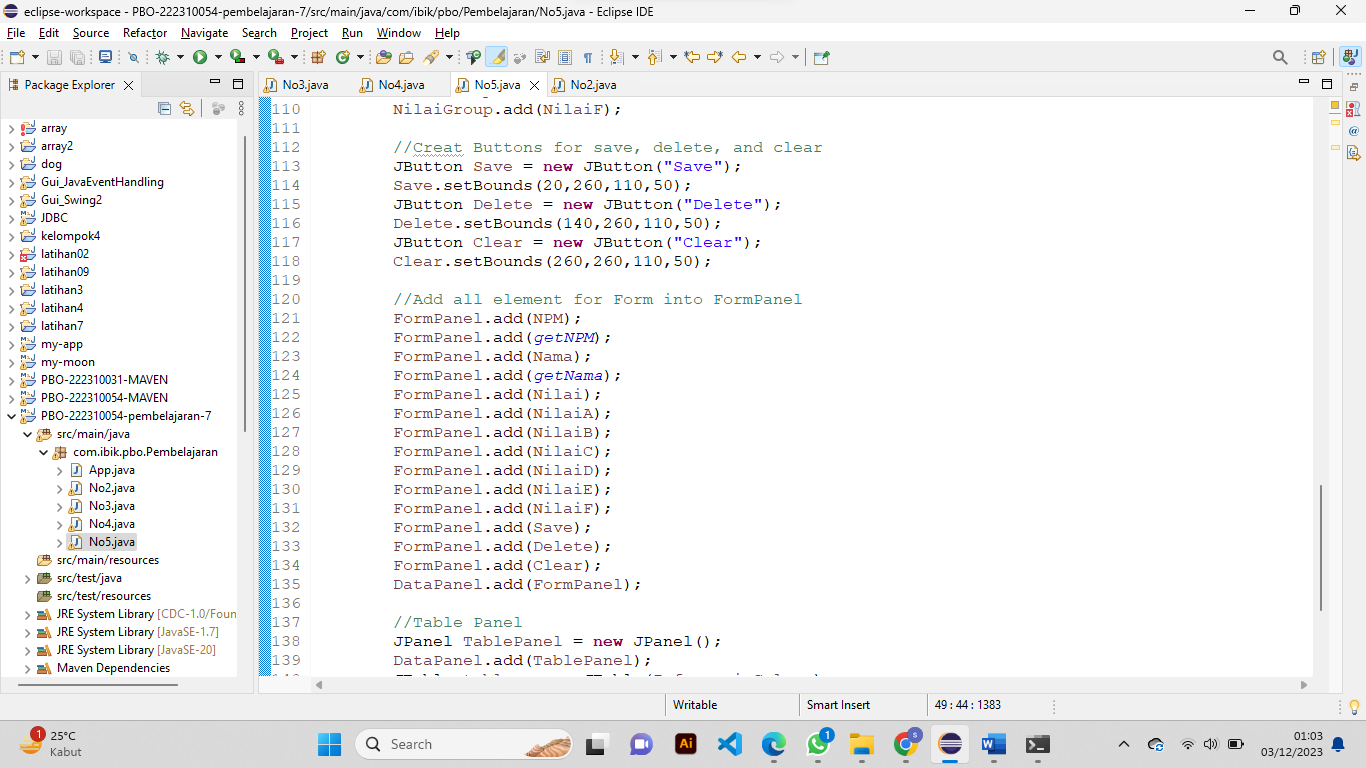 eclipse-workspace - PBO-222310054-pembelajaran-7/src/main/java/com/ibik/pbo/Pembelajaran/No5.java - Eclipse IDE
File Edit Source Refactor Navigate Search Project Run Window Help
Package Explorer
No3.java No4.java No5.java No2.java
array
array2
dog
Gui_JavaEventHandling
Gui_Swing2
JDBC
kelompok4
latihan02
latihan09
latihan3
latihan4
latihan7
my-app
my-moon
PBO-222310031-MAVEN
PBO-222310054-MAVEN
PBO-222310054-pembelajaran-7
src/main/java
com.ibik.pbo.Pembelajaran
App.java
No2.java
No3.java
No4.java
No5.java
src/main/resources
src/test/java
src/test/resources
JRE System Library [CDC-1.0/Foun
JRE System Library [JavaSE-1.7]
JRE System Library [JavaSE-20]
Maven Dependencies
110 NilaiGroup.add(NilaiF);
111
112 //Creat Buttons for save, delete, and clear
113 JButton Save = new JButton("Save");
114 Save.setBounds(20,260,110,50);
115 JButton Delete = new JButton("Delete");
116 Delete.setBounds(140,260,110,50);
117 JButton Clear = new JButton("Clear");
118 Clear.setBounds(260,260,110,50);
119
120 //Add all element for Form into FormPanel
121 FormPanel.add(NPM);
122 FormPanel.add(getNPM);
123 FormPanel.add(Nama);
124 FormPanel.add(getNama);
125 FormPanel.add(Nilai);
126 FormPanel.add(NilaiA);
127 FormPanel.add(NilaiB);
128 FormPanel.add(NilaiC);
129 FormPanel.add(NilaiD);
130 FormPanel.add(NilaiE);
131 FormPanel.add(NilaiF);
132 FormPanel.add(Save);
133 FormPanel.add(Delete);
134 FormPanel.add(Clear);
135 DataPanel.add(FormPanel);
136
137 //Table Panel
138 JPanel TablePanel = new JPanel();
139 DataPanel.add(TablePanel);
Writable Smart Insert 49 : 44 : 1383
1
25°C
Kabut
Search
Ai
1
S
01:03
03/12/2023